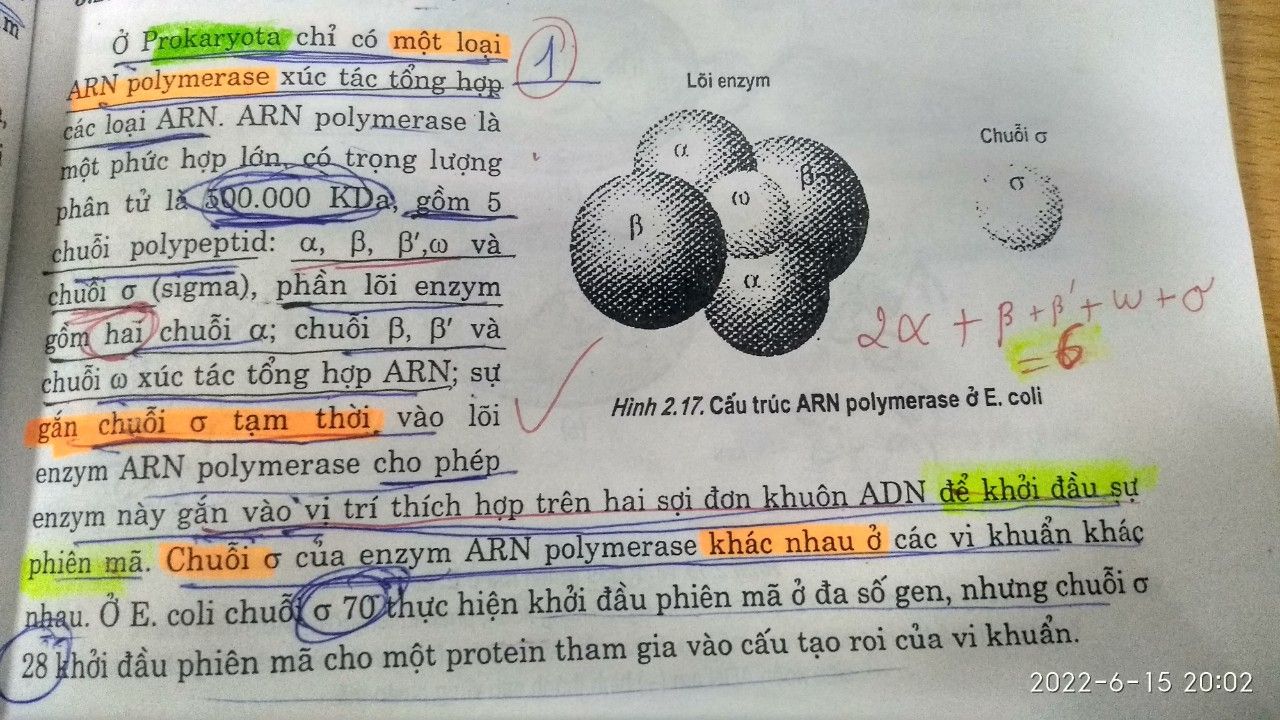 Ở Prokaryota chỉ có một loại
ARN polymerase xúc tác tổng hợp
các loại ARN. ARN polymerase là
một phức hợp lớn, có trọng lượng
phân tử là 500.000 KDa, gồm 5
chuỗi polypeptid: α, β, β′,ω và
chuỗi σ (sigma), phần lõi enzym
gồm hai chuỗi α; chuỗi β, β′ và
chuỗi ω xúc tác tổng hợp ARN; sự
gắn chuỗi σ tạm thời vào lõi
enzym ARN polymerase cho phép
enzym này gắn vào vị trí thích hợp trên hai sợi đơn khuôn ADN để khởi đầu sự
phiên mã. Chuỗi σ của enzym ARN polymerase khác nhau ở các vi khuẩn khác
nhau. Ở E. coli chuỗi σ 70 thực hiện khởi đầu phiên mã ở đa số gen, nhưng chuỗi σ
28 khởi đầu phiên mã cho một protein tham gia vào cấu tạo roi của vi khuẩn.
1
Lõi enzym
Chuỗi σ
α
β′
ω
σ
β
α
2α + β + β′ + ω + σ
= 6
Hình 2.17. Cấu trúc ARN polymerase ở E. coli
2022-6-15 20:02